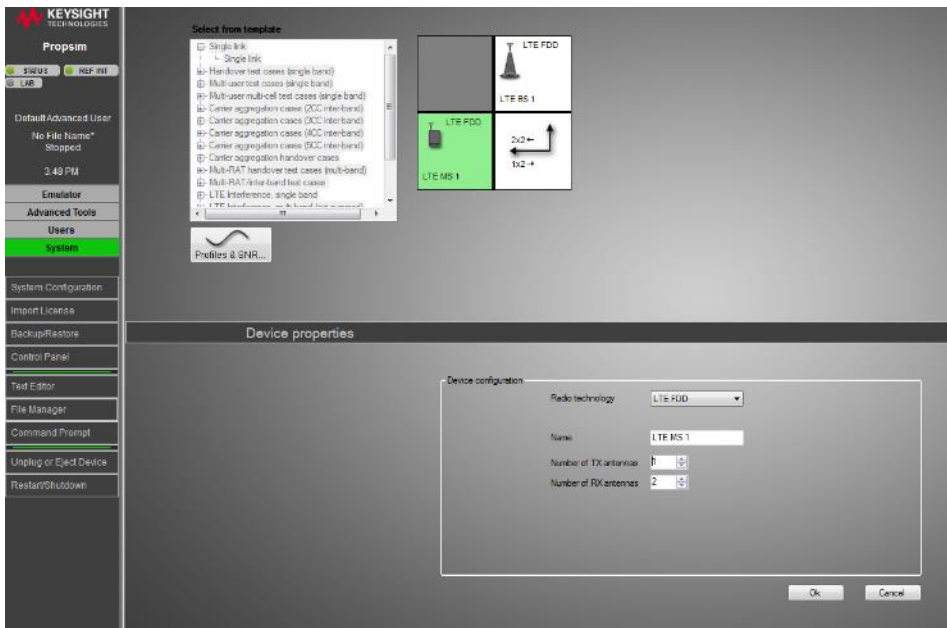 KEYSIGHT
TECHNOLOGIES
Propsim
STATUS REF INT
LAB
Default Advanced User
No File Name*
Stopped
3.48 PM
Emulator
Advanced Tools
Users
System
System Configuration
Import License
Backup/Restore
Control Panel
Text Editor
File Manager
Command Prompt
Unplug or Eject Device
Restart/Shutdown
Select from template
Single link
Single link
Handover test cases (single band)
Multi-user test cases (single band)
Multi-user multi-cell test cases (single band)
Carrier aggregation cases (2CC inter-band)
Carrier aggregation cases (3CC inter-band)
Carrier aggregation cases (4CC inter-band)
Carrier aggregation cases (5CC inter-band)
Carrier aggregation handover cases
Multi-RAT handover test cases (multi-band)
Multi-RAT/inter-band test cases
LTE Interference, single band
Profiles & SNR...
LTE FDD
LTE BS 1
LTE FDD
LTE MS 1
2x2
1x2
Device properties
Device configuration
Radio technology LTE FDD
Name LTE MS 1
Number of TX antennas 1
Number of RX antennas 2
Ok Cancel